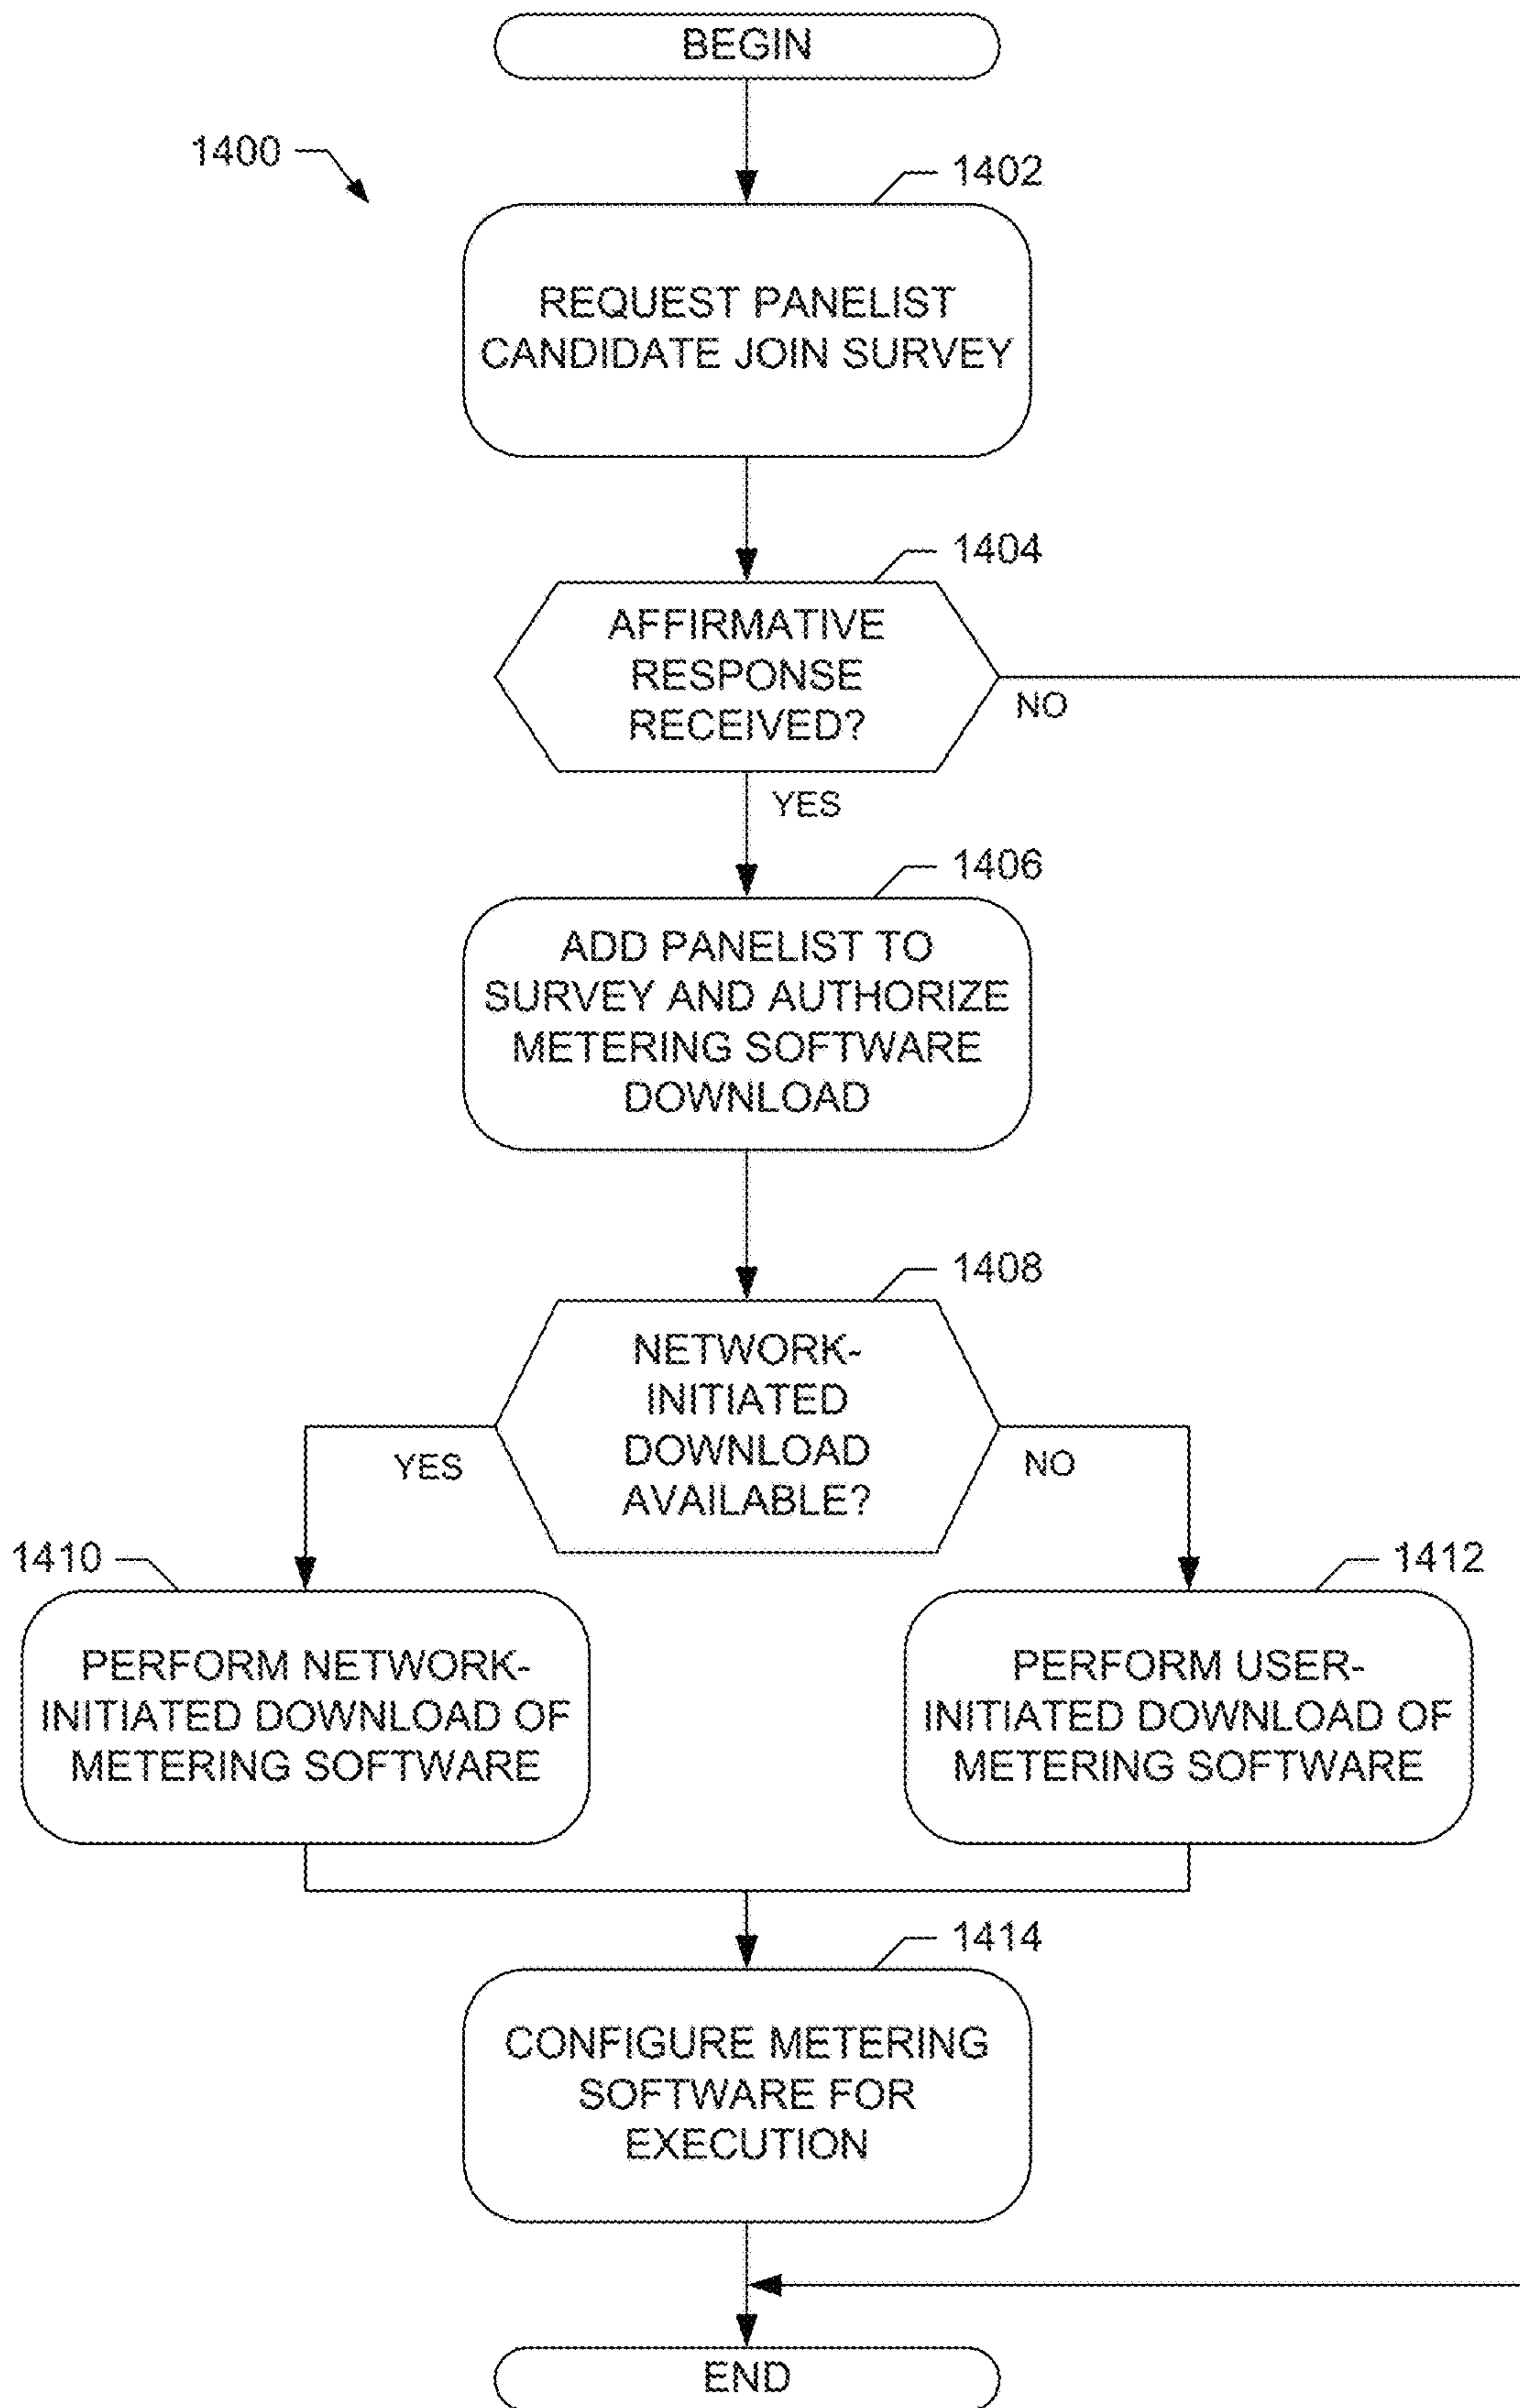 BEGIN
1400
1402
REQUEST PANELIST
CANDIDATE JOIN SURVEY
1404
AFFIRMATIVE
RESPONSE
RECEIVED?
NO
YES
1406
ADD PANELIST TO
SURVEY AND AUTHORIZE
METERING SOFTWARE
DOWNLOAD
1408
NETWORK-
INITIATED
DOWNLOAD
AVAILABLE?
YES
NO
1410
1412
PERFORM NETWORK-
INITIATED DOWNLOAD OF
METERING SOFTWARE
PERFORM USER-
INITIATED DOWNLOAD OF
METERING SOFTWARE
1414
CONFIGURE METERING
SOFTWARE FOR
EXECUTION
END